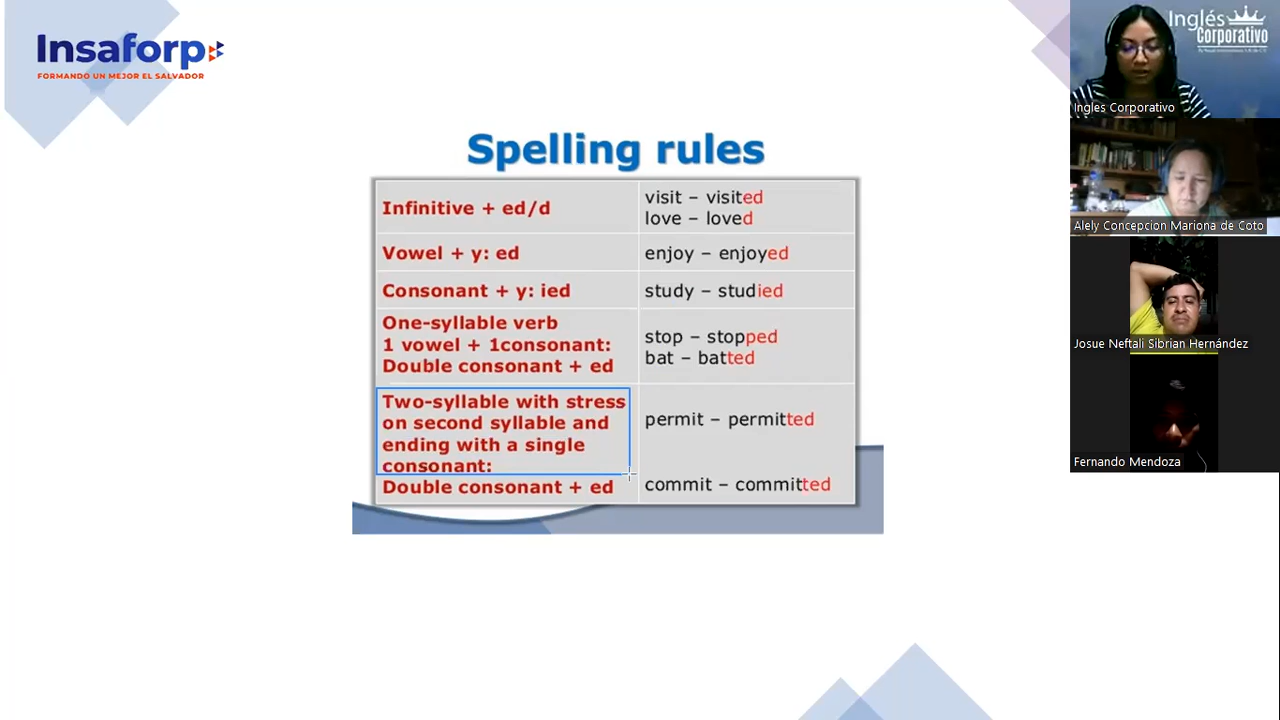 Insaforp
FORMANDO UN MEJOR EL SALVADOR
Spelling rules
Infinitive + ed/d
visit – visited
love – loved
Vowel + y: ed
enjoy – enjoyed
Consonant + y: ied
study – studied
One-syllable verb
1 vowel + 1consonant:
Double consonant + ed
stop – stopped
bat – batted
Two-syllable with stress
on second syllable and
ending with a single
consonant:
Double consonant + ed
permit – permitted
commit – committed
Inglés
Corporativo
Ingles Corporativo
Alely Concepcion Mariona de Coto
Josue Neftali Sibrian Hernández
Fernando Mendoza